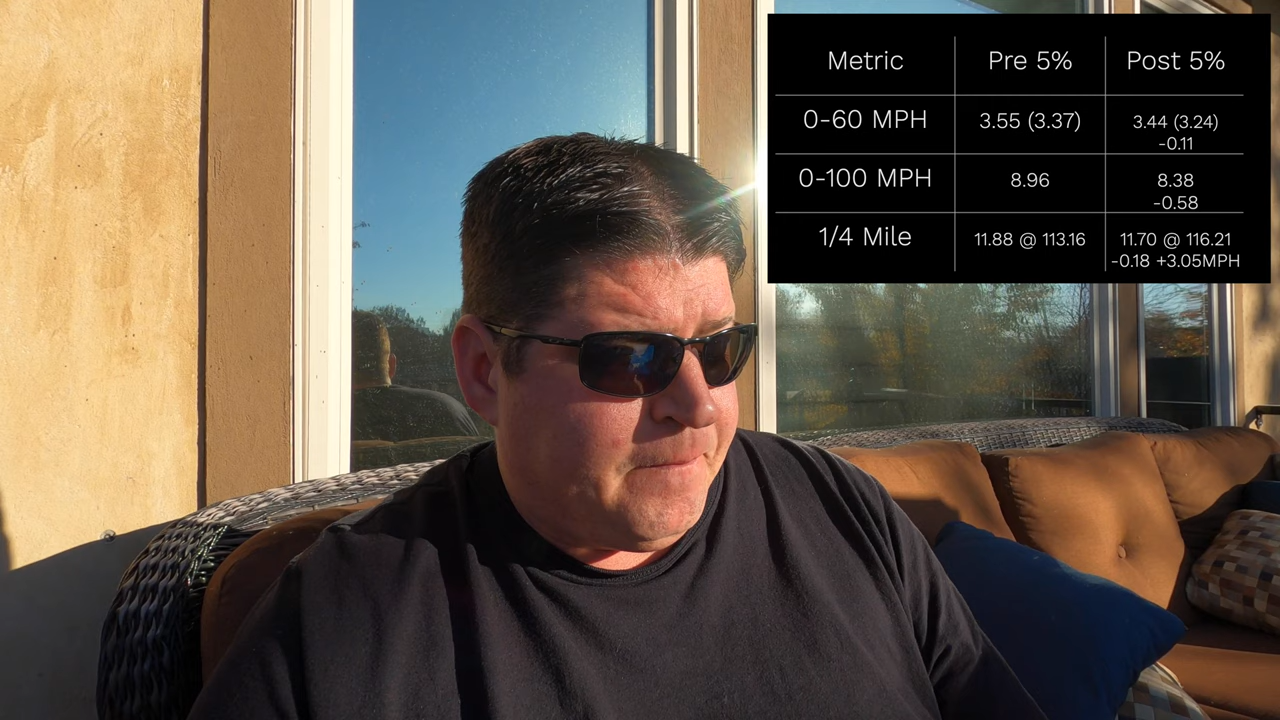 Metric Pre 5% Post 5%
0-60 MPH 3.55 (3.37) 3.44 (3.24)
-0.11
0-100 MPH 8.96 8.38
-0.58
1/4 Mile 11.88 @ 113.16 11.70 @ 116.21
-0.18 +3.05MPH